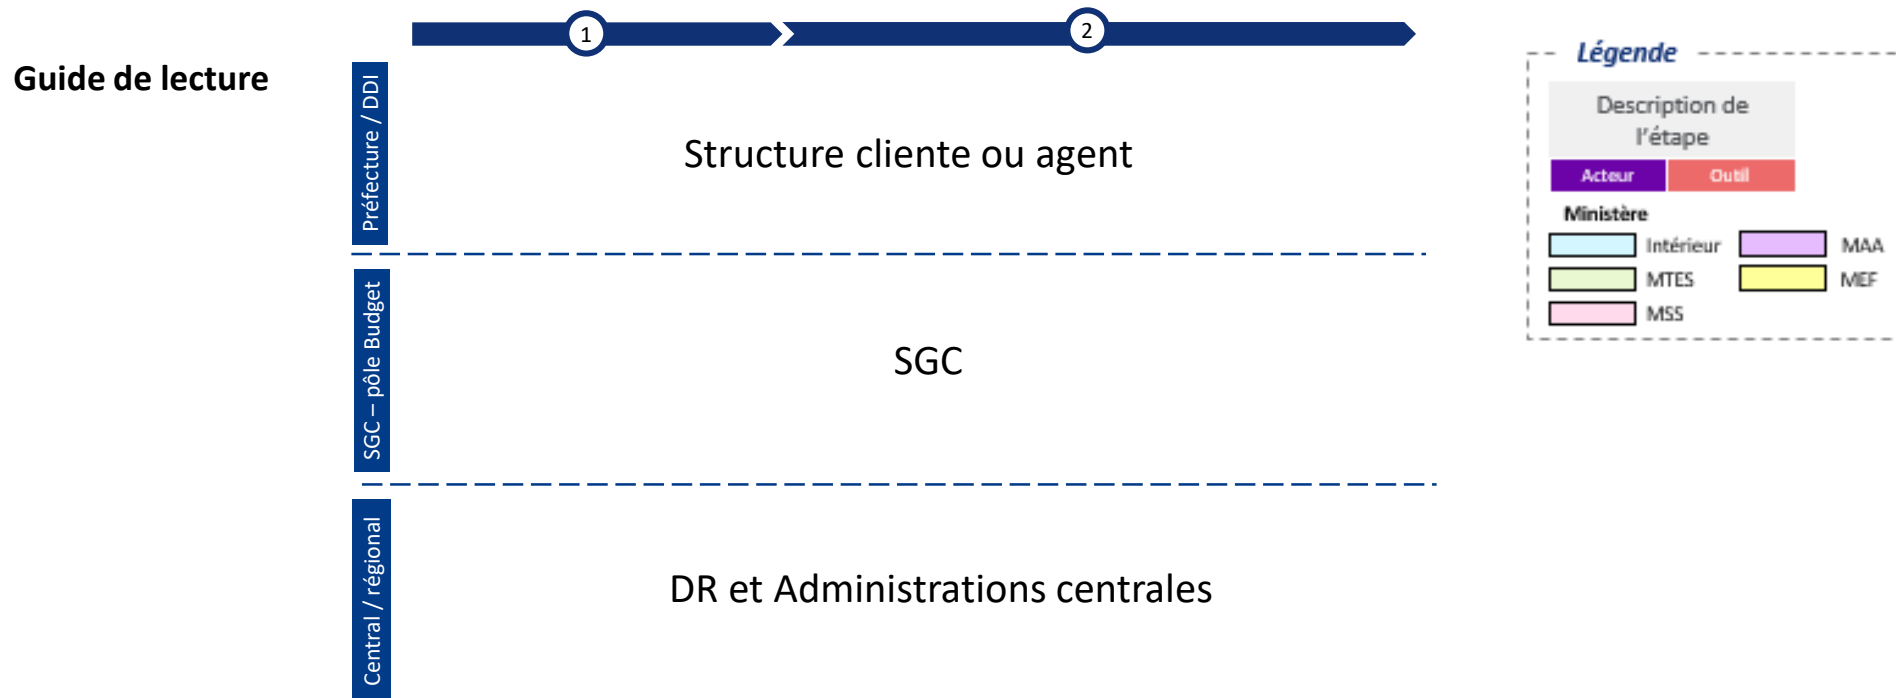 Guide de lecture
1
2
Préfecture / DDI
Structure cliente ou agent
SGC – pôle Budget
SGC
Central / régional
DR et Administrations centrales
Légende
Description de
l'étape
Acteur
Outil
Ministère
Intérieur
MAA
MTES
MEF
MSS